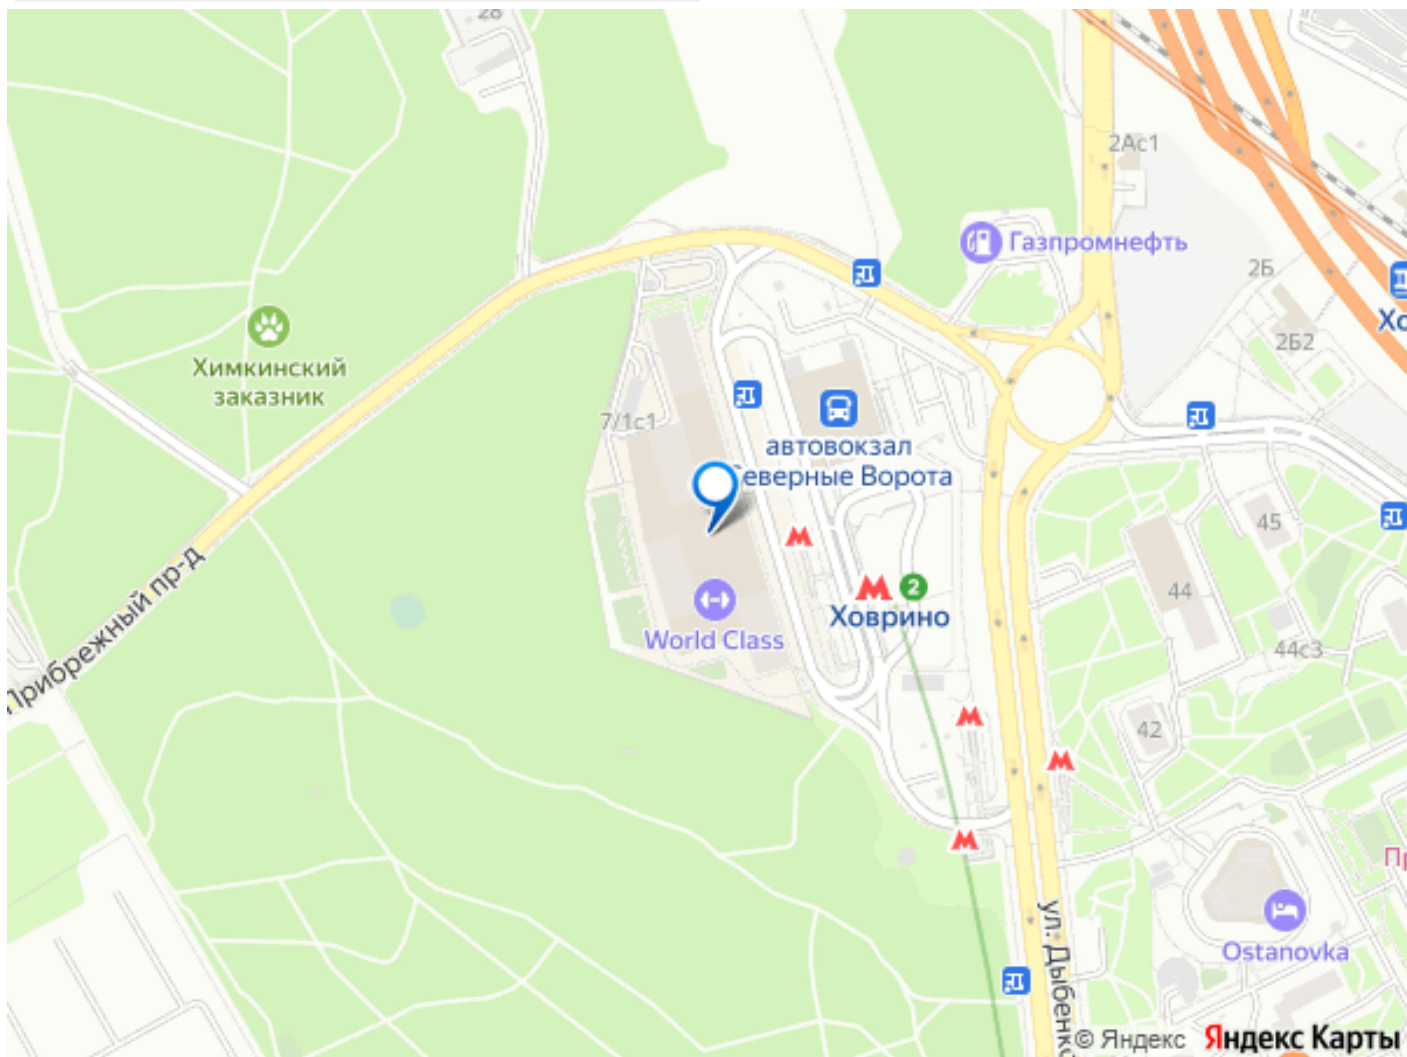 28
2Ас1
Газпромнефть
2Б
2Б2
Химкинский
заказник
7/1с1
автовокзал
Северные Ворота
45
44
2
Ховрино
World Class
44с3
Прибрежный пр-д
42
Ostanovka
ул. Дыбенко
© Яндекс Яндекс Карты